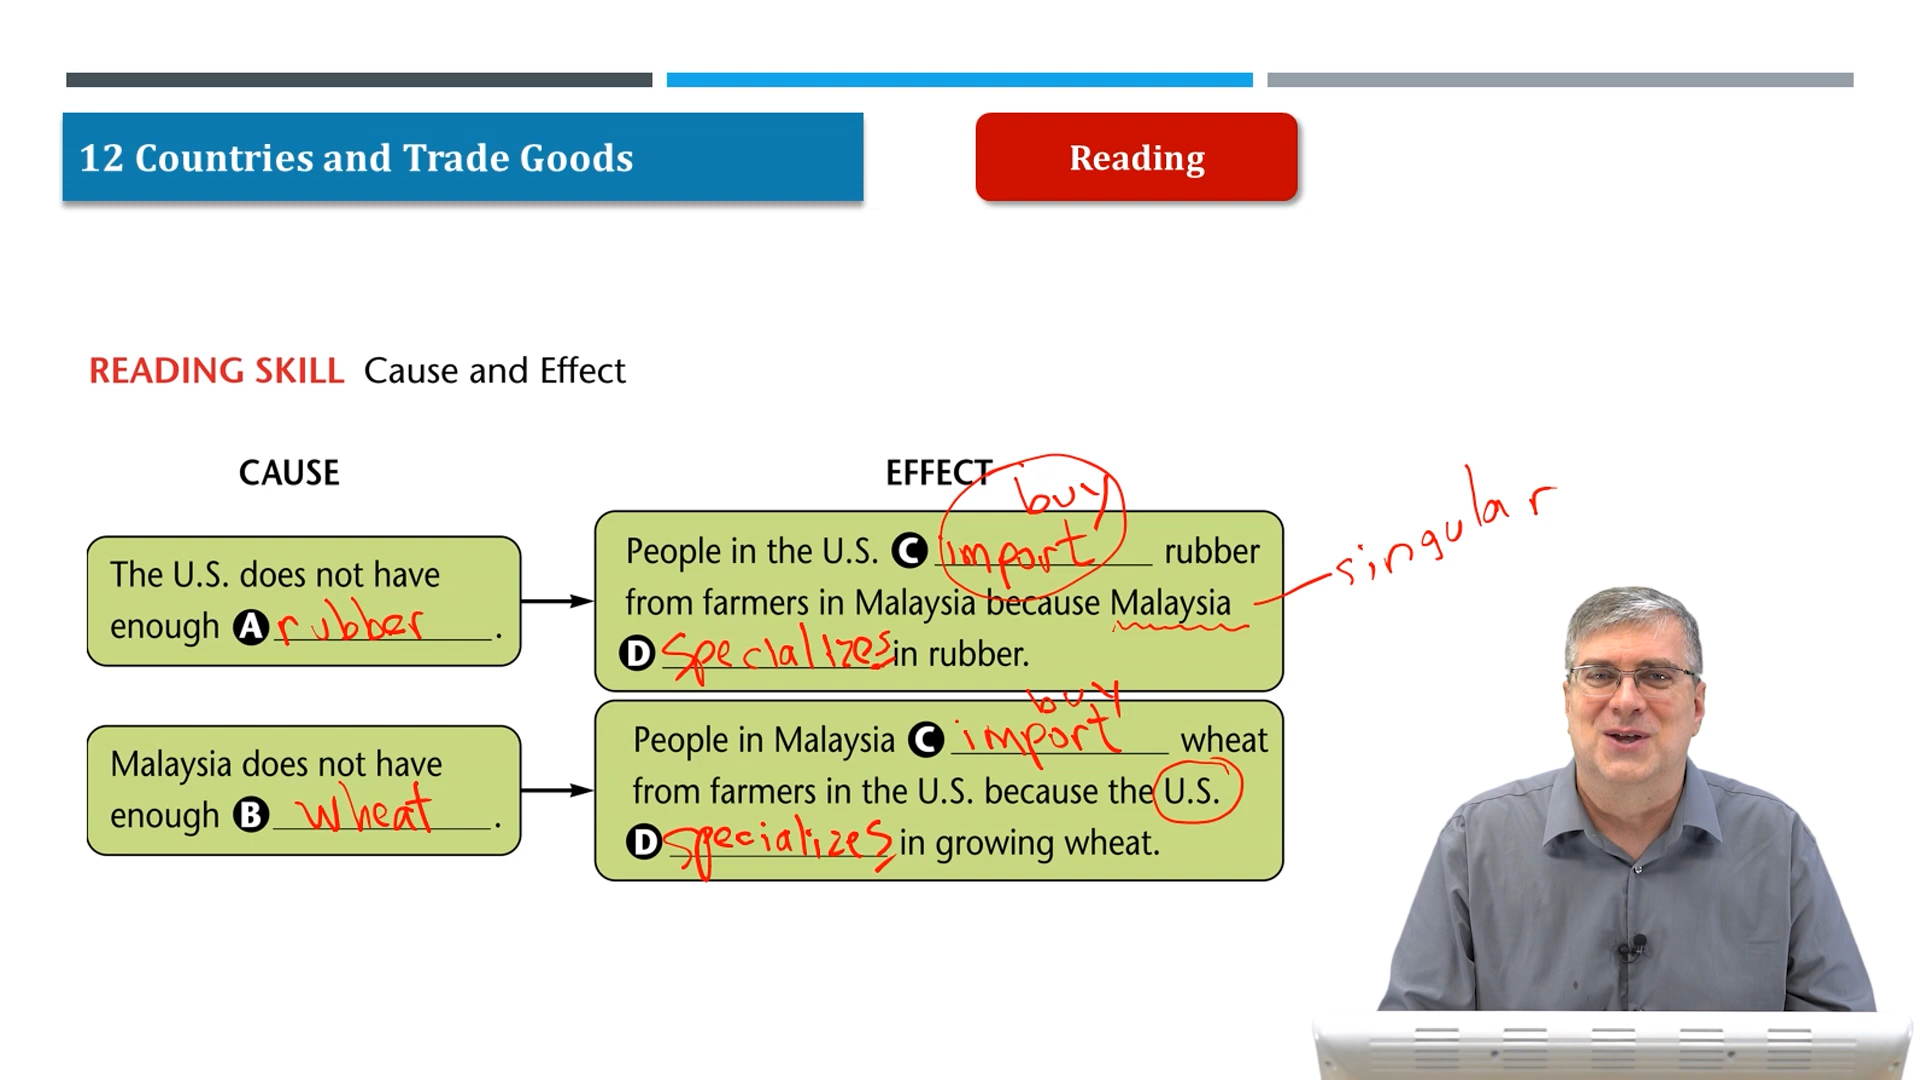 12 Countries and Trade Goods
Reading
READING SKILL Cause and Effect
CAUSE
EFFECT
The U.S. does not have
enough A rubber.
buy
People in the U.S. C import rubber
from farmers in Malaysia because Malaysia
singular
D specializes in rubber.
Malaysia does not have
enough B wheat.
buy
People in Malaysia C import wheat
from farmers in the U.S. because the U.S.
D specializes in growing wheat.